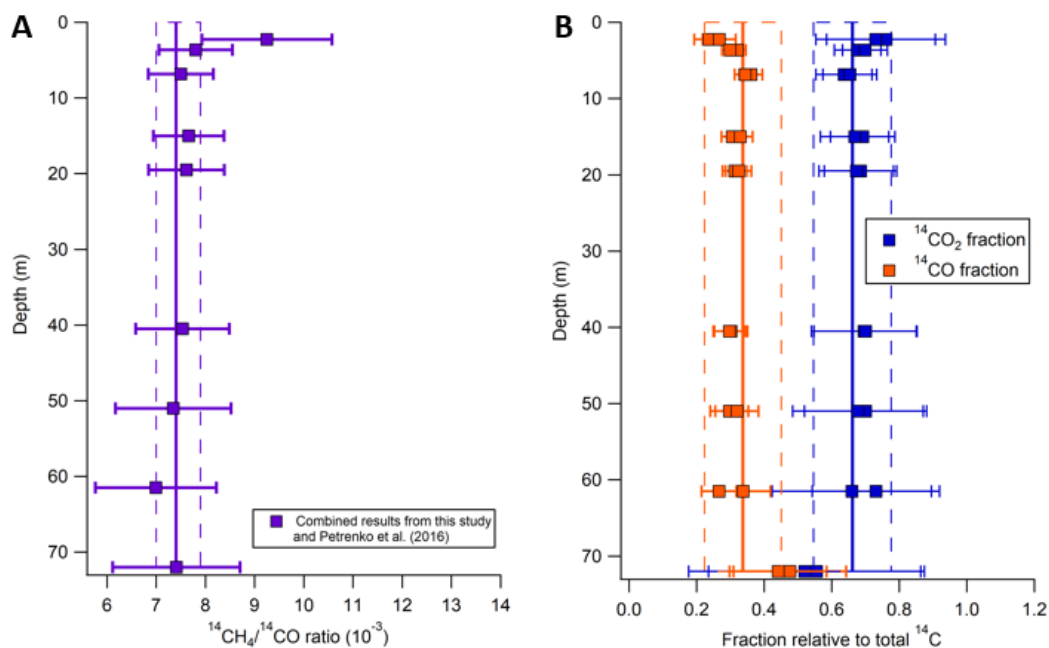 A
0
10
20
30
40
50
60
70
Depth (m)
Combined results from this study
and Petrenko et al. (2016)
6 7 8 9 10 11 12 13 14
¹⁴CH₄/¹⁴CO ratio (10⁻³)
B
0
10
20
30
40
50
60
70
Depth (m)
¹⁴CO₂ fraction
¹⁴CO fraction
0.0 0.2 0.4 0.6 0.8 1.0 1.2
Fraction relative to total ¹⁴C